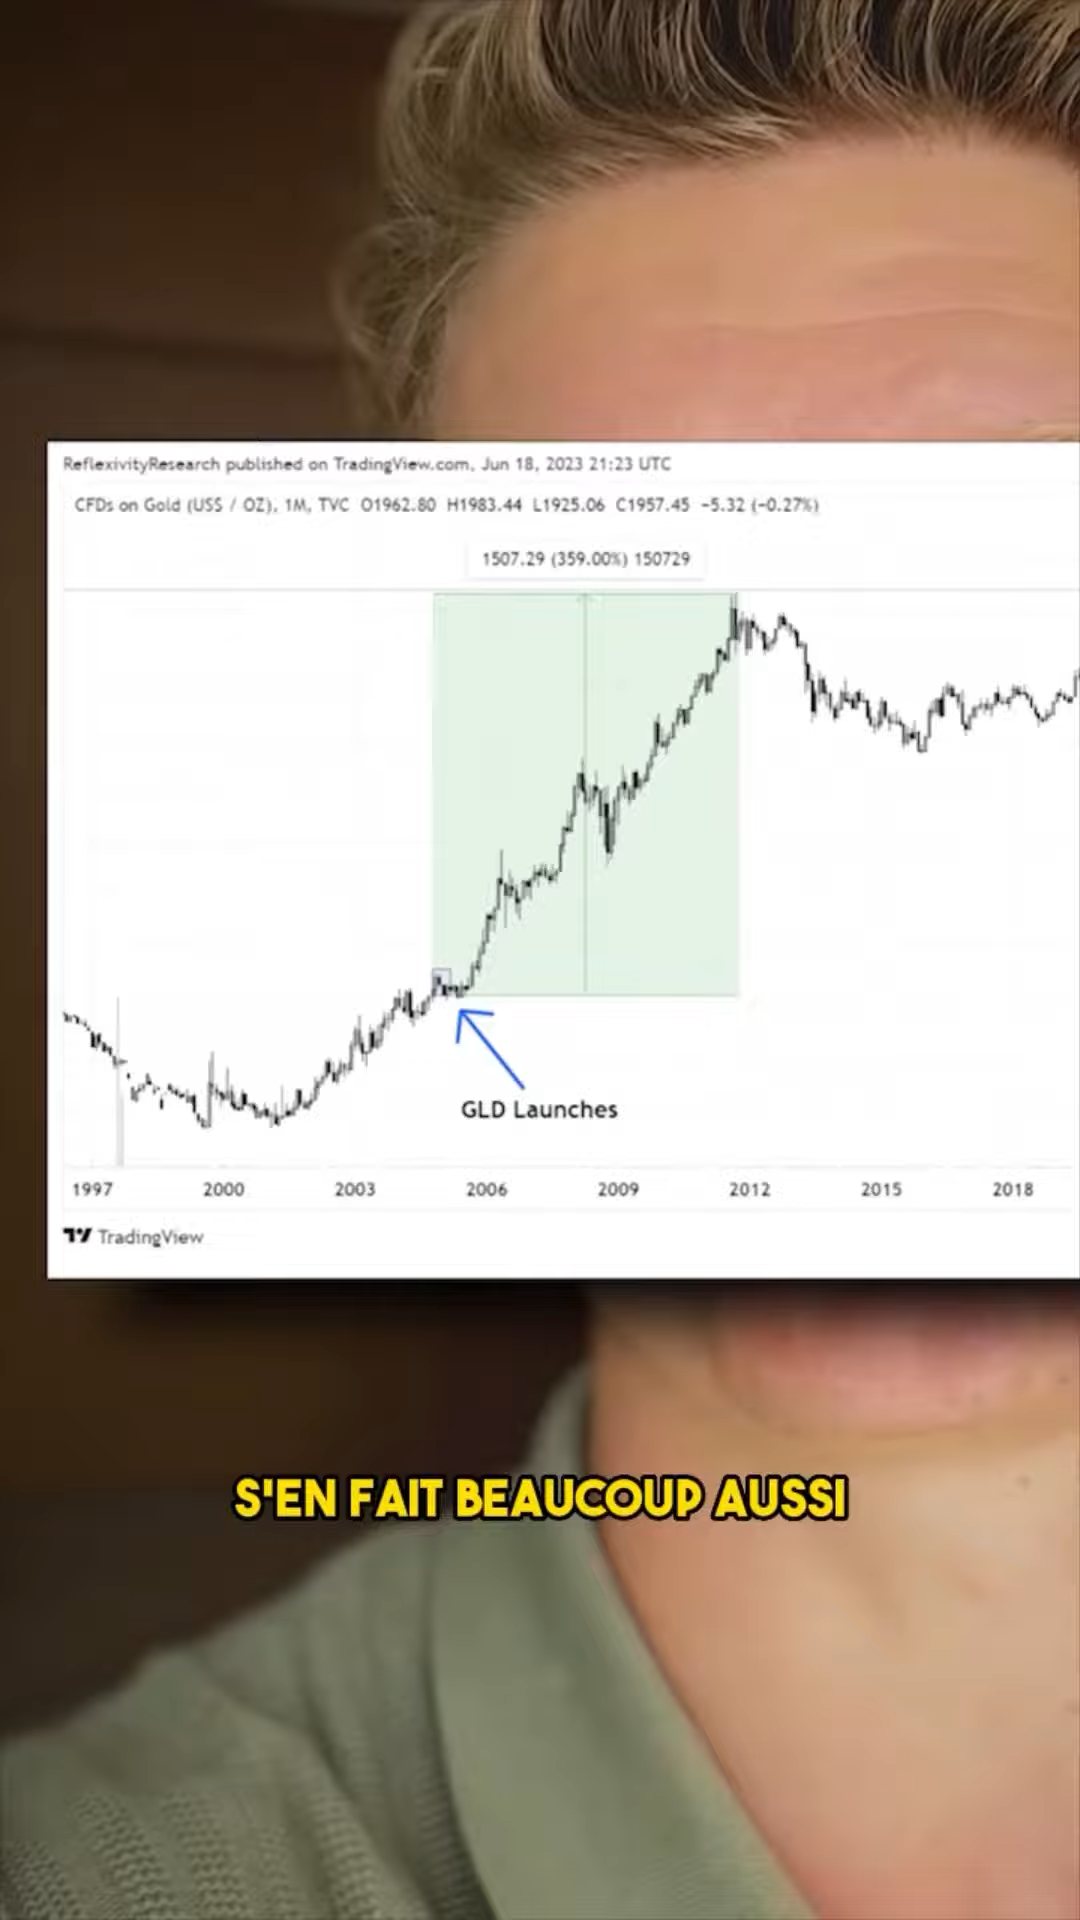 ReflexivityResearch published on TradingView.com, Jun 18, 2023 21:23 UTC
CFDs on Gold (US$ / OZ), 1M, TVC O1962.80 H1983.44 L1925.06 C1957.45 −5.32 (−0.27%)
1507.29 (359.00%) 150729
GLD Launches
1997 2000 2003 2006 2009 2012 2015 2018
TradingView
S'EN FAIT BEAUCOUP AUSSI